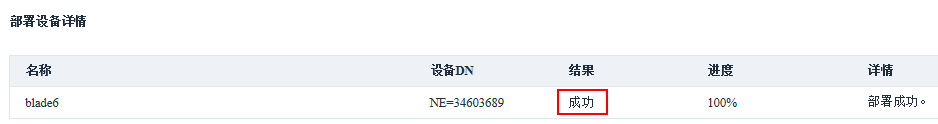 部署设备详情
名称 设备DN 结果 进度 详情
blade6 NE=34603689 成功 100% 部署成功。